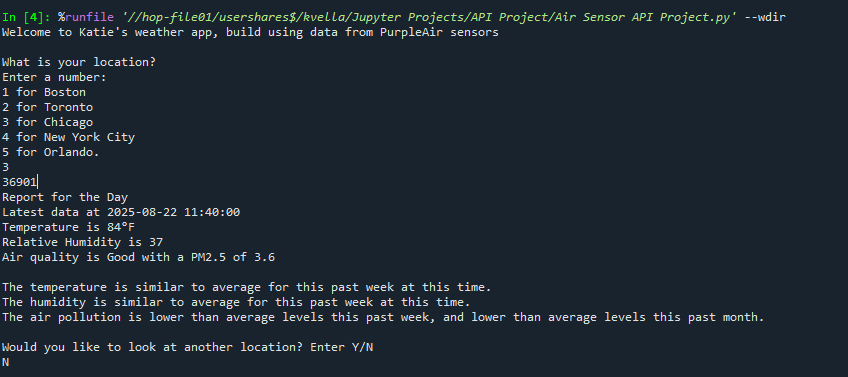 In [4]: %runfile '//hop-file01/usershares$/kvella/Jupyter Projects/API Project/Air Sensor API Project.py' --wdir
Welcome to Katie's weather app, build using data from PurpleAir sensors
What is your location?
Enter a number:
1 for Boston
2 for Toronto
3 for Chicago
4 for New York City
5 for Orlando.
3
36901
Report for the Day
Latest data at 2025-08-22 11:40:00
Temperature is 84°F
Relative Humidity is 37
Air quality is Good with a PM2.5 of 3.6
The temperature is similar to average for this past week at this time.
The humidity is similar to average for this past week at this time.
The air pollution is lower than average levels this past week, and lower than average levels this past month.
Would you like to look at another location? Enter Y/N
N